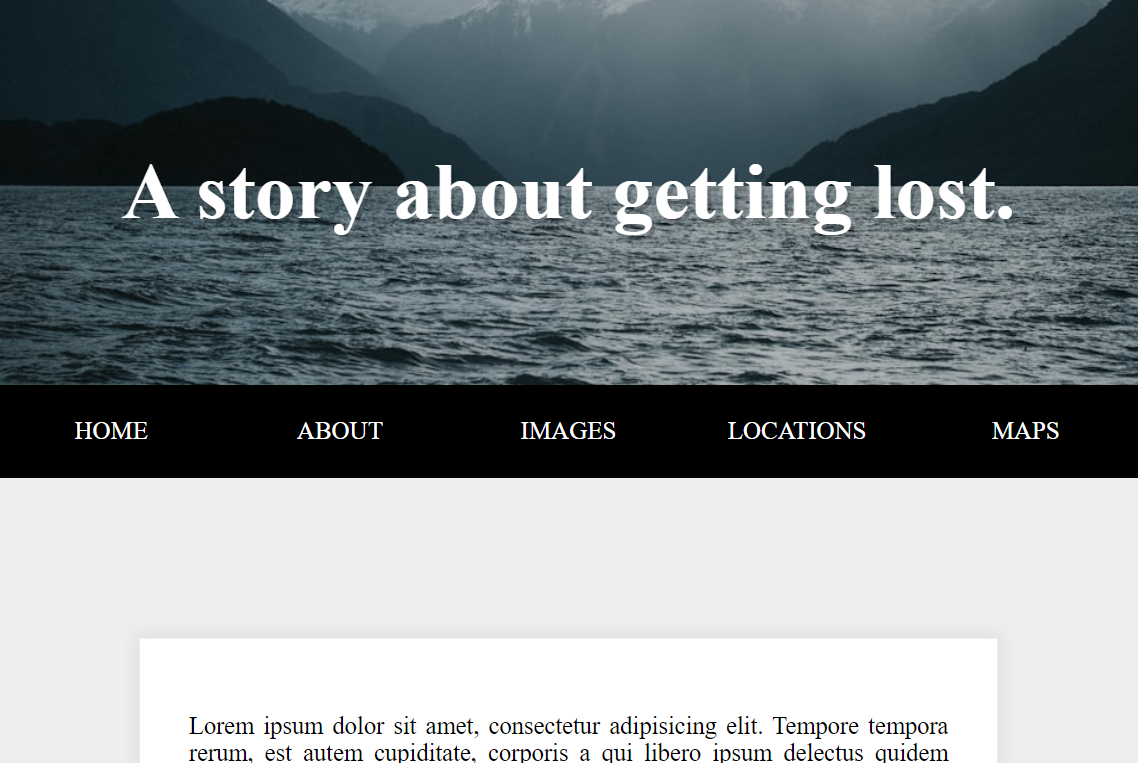 A story about getting lost.
HOME ABOUT IMAGES LOCATIONS MAPS
Lorem ipsum dolor sit amet, consectetur adipisicing elit. Tempore tempora
rerum, est autem cupiditate, corporis a qui libero ipsum delectus quidem